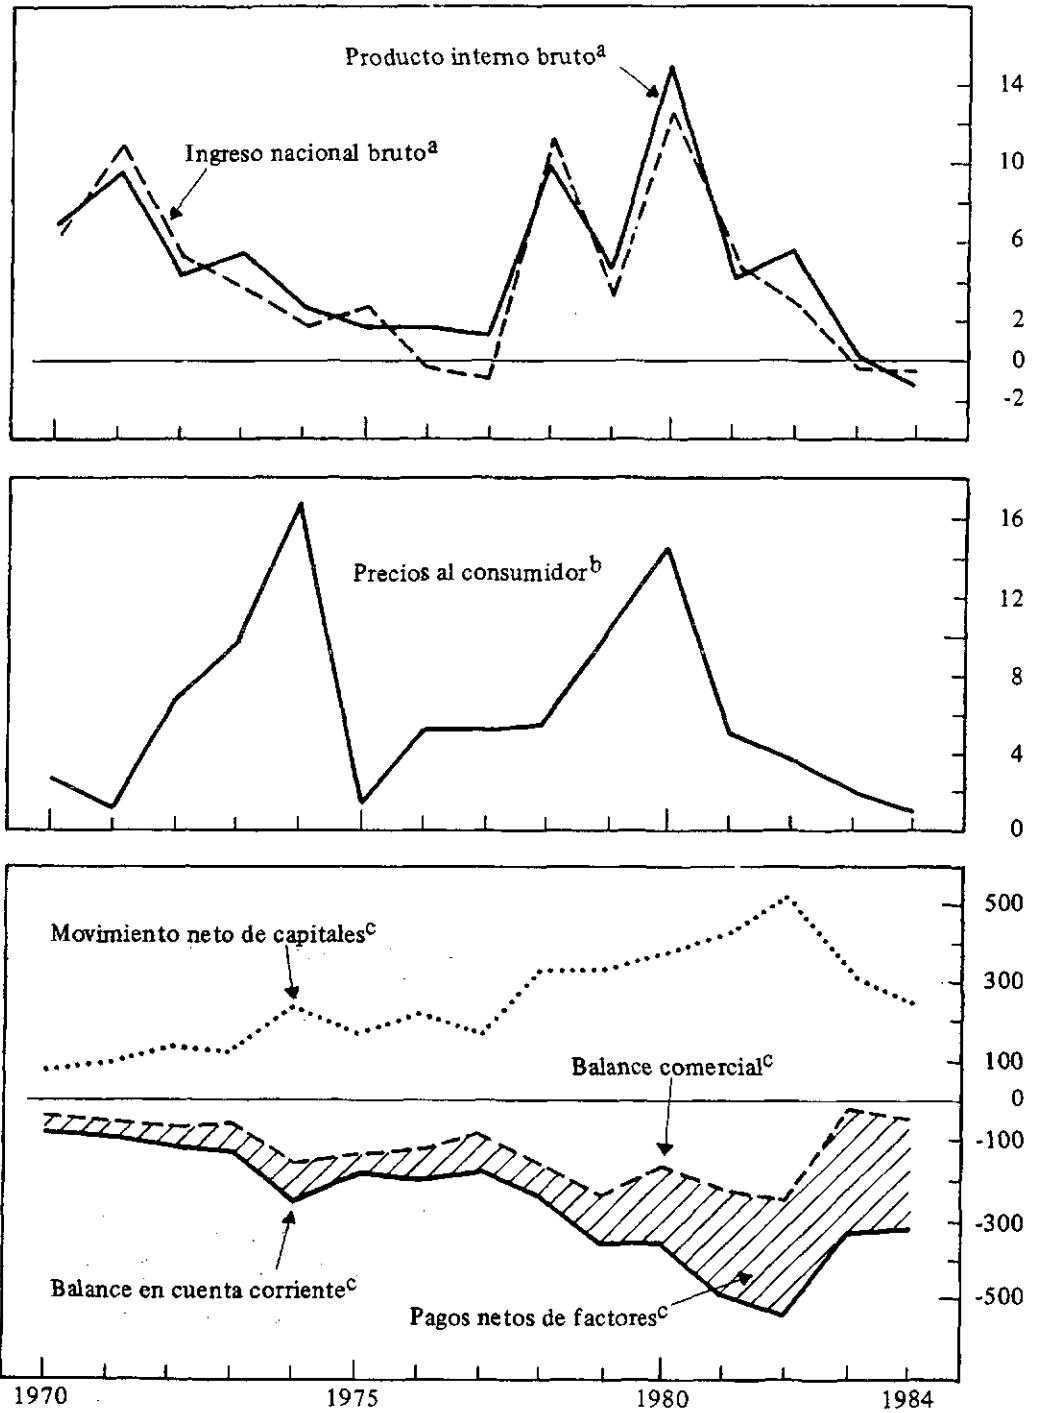 Producto interno bruto^a
14
Ingreso nacional bruto^a
10
6
2
0
-2
16
Precios al consumidor^b
12
8
4
0
500
Movimiento neto de capitales^c
300
Balance comercial^c
100
0
-100
-300
Balance en cuenta corriente^c
-500
Pagos netos de factores^c
1970 1975 1980 1984